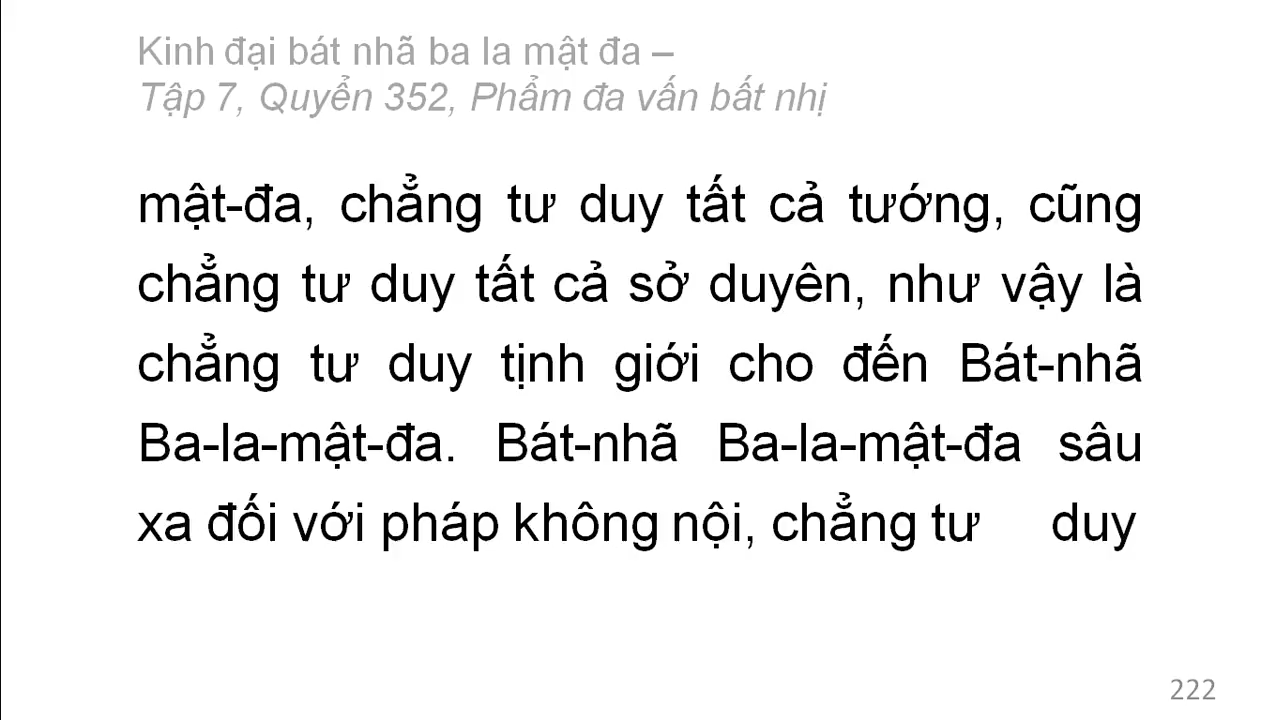 Kinh đại bát nhã ba la mật đa –
Tập 7, Quyển 352, Phẩm đa vấn bất nhị
mật-đa, chẳng tư duy tất cả tướng, cũng
chẳng tư duy tất cả sở duyên, như vậy là
chẳng tư duy tịnh giới cho đến Bát-nhã
Ba-la-mật-đa. Bát-nhã Ba-la-mật-đa sâu
xa đối với pháp không nội, chẳng tư duy
222